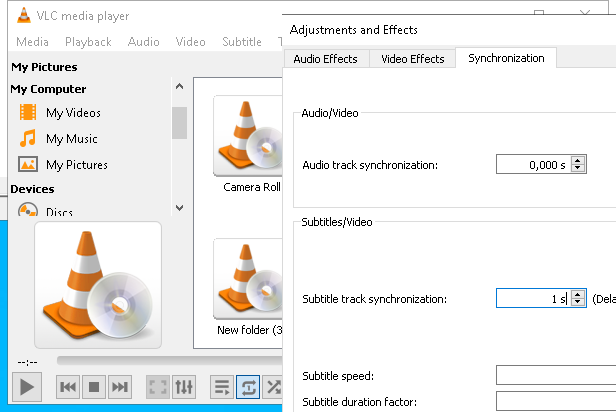 VLC media player
Media Playback Audio Video Subtitle
Adjustments and Effects
Audio Effects Video Effects Synchronization
My Pictures
My Computer
My Videos
My Music
My Pictures
Devices
Discs
Camera Roll
New folder (3
Audio/Video
Audio track synchronization: 0,000 s
Subtitles/Video
Subtitle track synchronization: 1 s (Dela
Subtitle speed:
Subtitle duration factor:
--:--